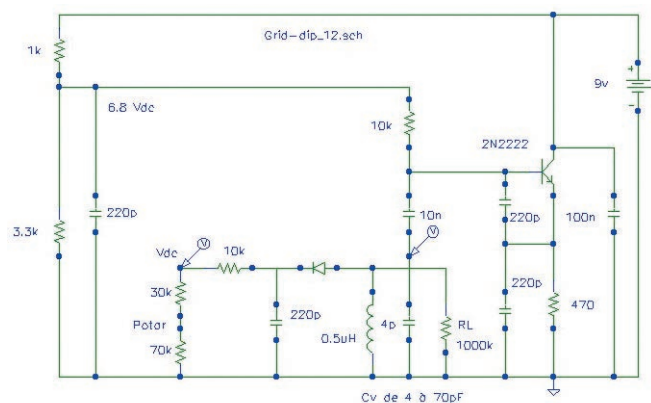 Grid-dip_12.sch
1k
+
9v
-
6.8 Vdc
10k
2N2222
220p
10n
220p
100n
3.3k
V
V
Vdc
10k
30k
220p
Potar
220p
4p
RL
470
70k
0.5uH
1000k
Cv de 4 à 70pF